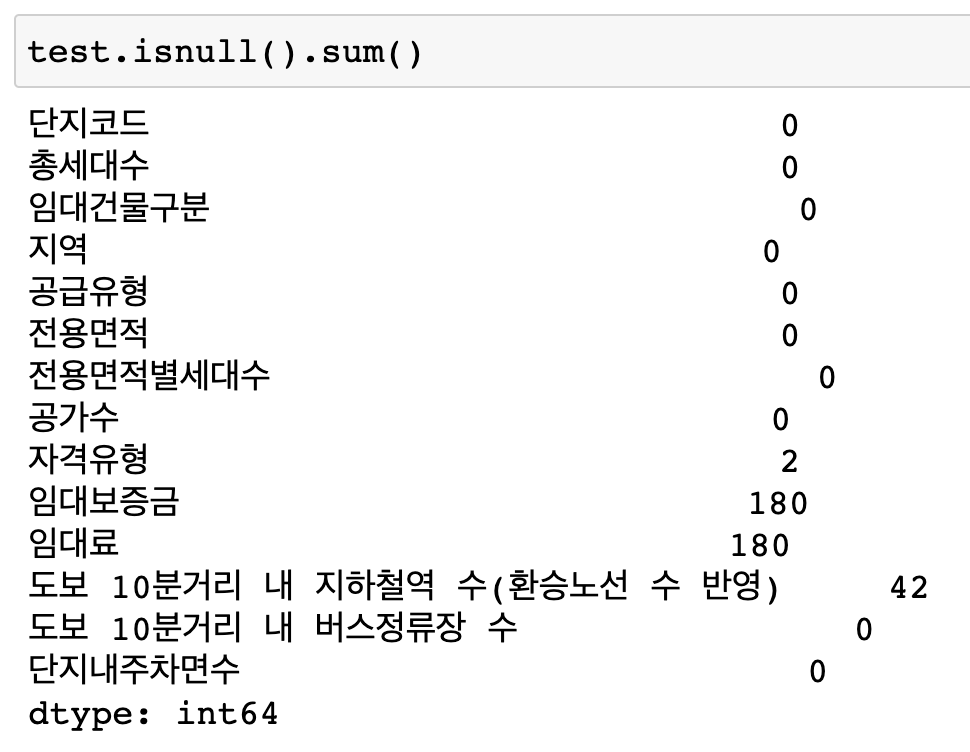 test.isnull().sum()
단지코드 0
총세대수 0
임대건물구분 0
지역 0
공급유형 0
전용면적 0
전용면적별세대수 0
공가수 0
자격유형 2
임대보증금 180
임대료 180
도보 10분거리 내 지하철역 수(환승노선 수 반영) 42
도보 10분거리 내 버스정류장 수 0
단지내주차면수 0
dtype: int64